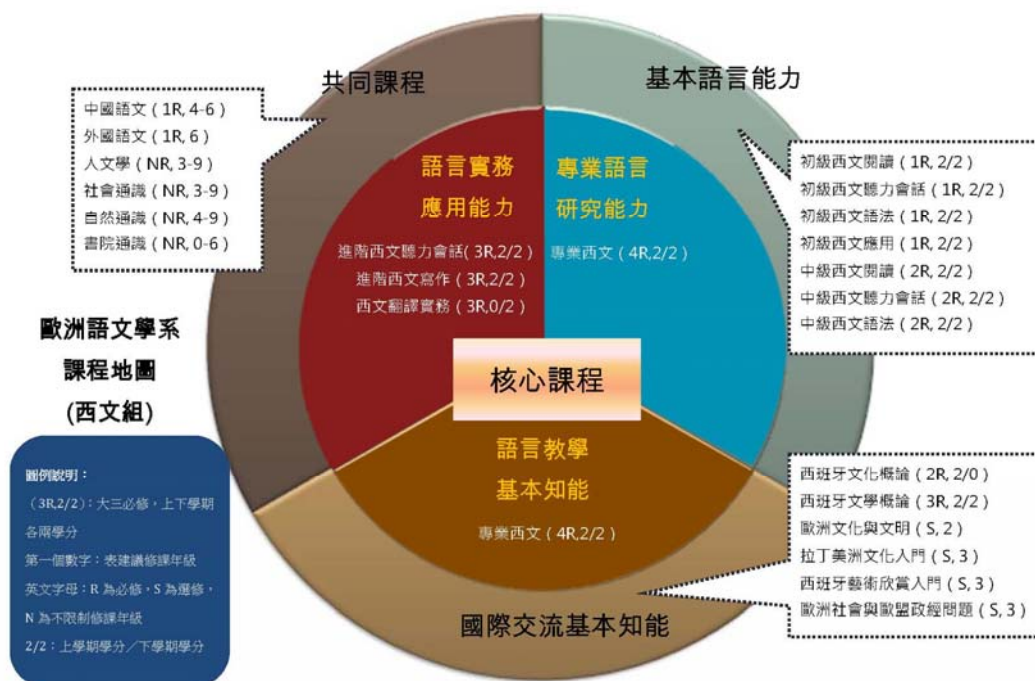 共同課程
基本語言能力
中國語文 (1R, 4-6)
外國語文 (1R, 6)
人文學 (NR, 3-9)
社會通識 (NR, 3-9)
自然通識 (NR, 4-9)
書院通識 (NR, 0-6)
語言實務
應用能力
進階西文聽力會話( 3R,2/2)
進階西文寫作 ( 3R,2/2)
西文翻譯實務 ( 3R,0/2)
專業語言
研究能力
專業西文 (4R,2/2)
初級西文閱讀 ( 1R, 2/2)
初級西文聽力會話 ( 1R, 2/2)
初級西文語法 ( 1R, 2/2)
初級西文應用 ( 1R, 2/2)
中級西文閱讀 ( 2R, 2/2)
中級西文聽力會話 ( 2R, 2/2)
中級西文語法 ( 2R, 2/2)
歐洲語文學系
課程地圖
(西文組)
核心課程
語言教學
基本知能
專業西文 (4R,2/2)
圖例說明：
（3R,2/2）：大三必修，上下學期
各兩學分
第一個數字：表建議修課年級
英文字母：R 為必修，S 為選修，
N 為不限制修課年級
2/2：上學期學分／下學期學分
西班牙文化概論 ( 2R, 2/0)
西班牙文學概論 ( 3R, 2/2)
歐洲文化與文明 ( S, 2)
拉丁美洲文化入門 ( S, 3)
西班牙藝術欣賞入門 ( S, 3)
歐洲社會與歐盟政經問題 ( S, 3)
國際交流基本知能